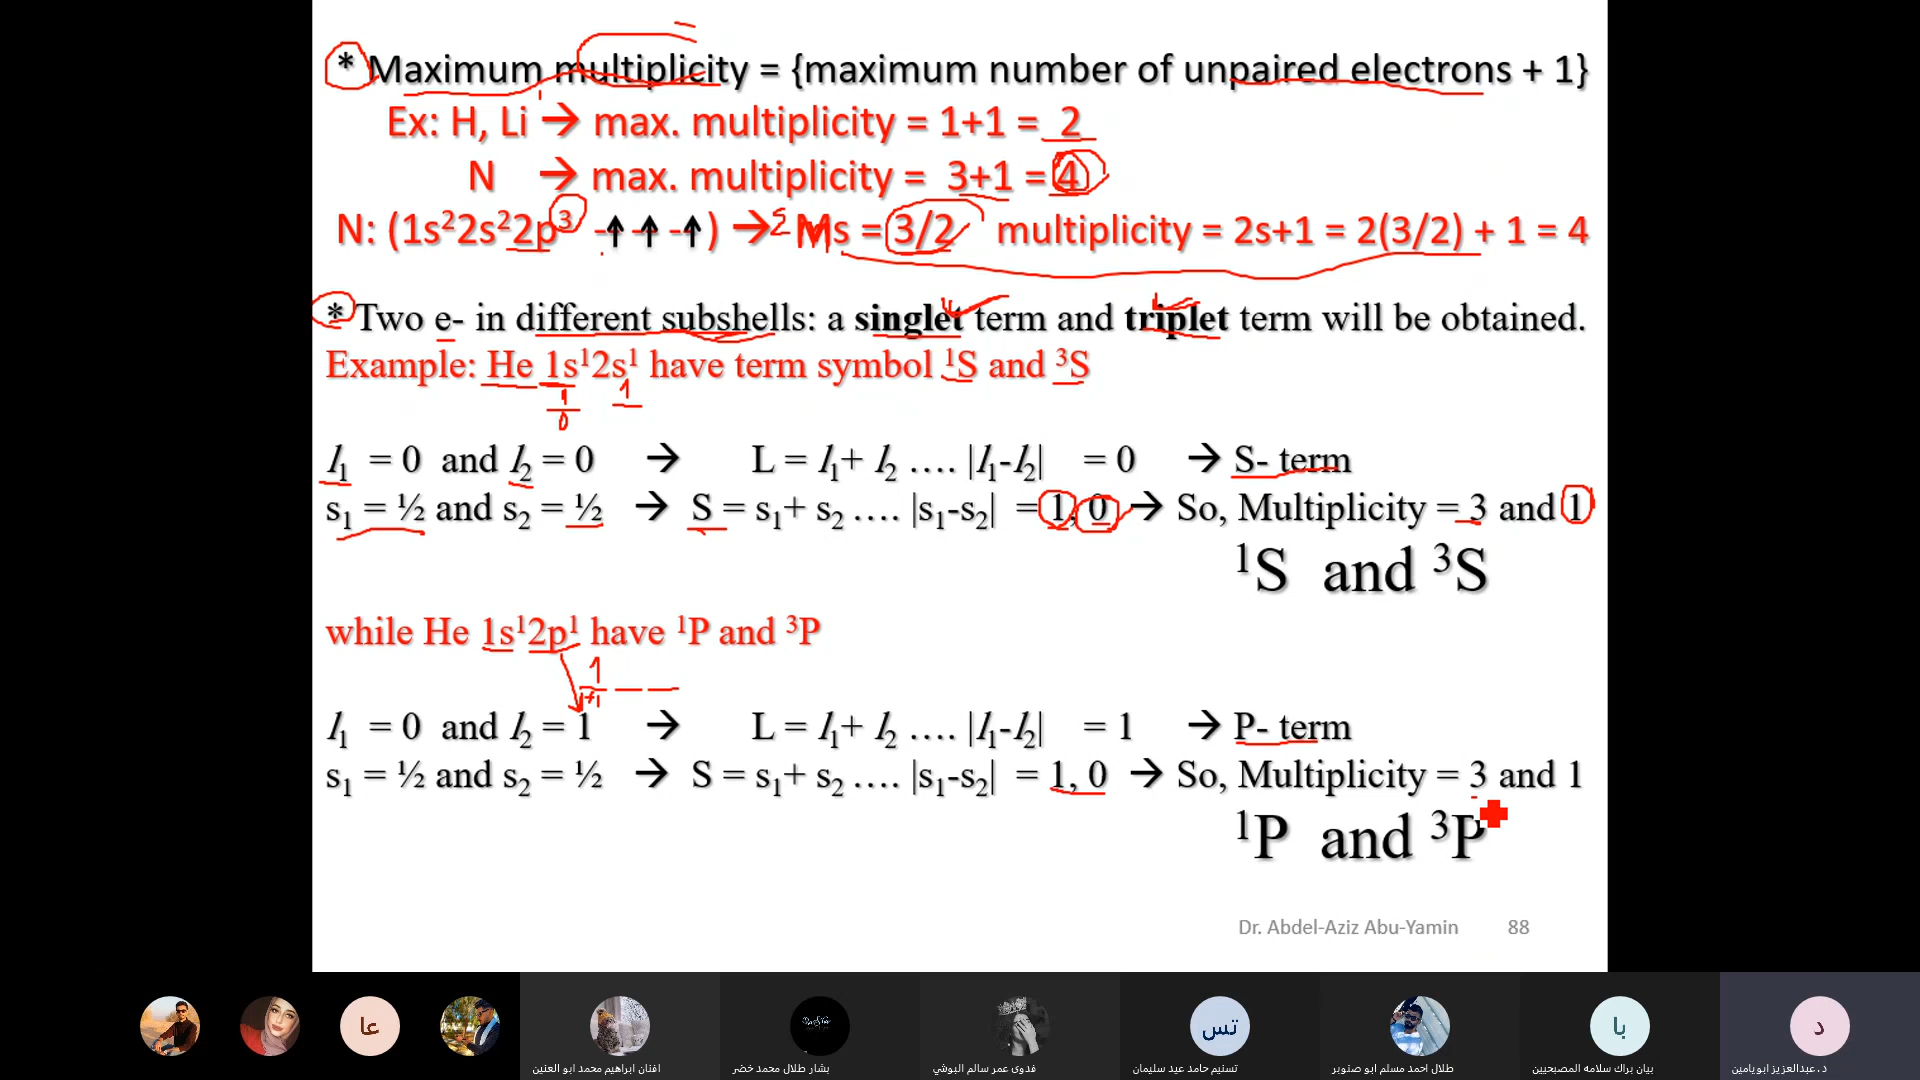 * Maximum multiplicity = {maximum number of unpaired electrons + 1}
Ex: H, Li → max. multiplicity = 1+1 = 2
N → max. multiplicity = 3+1 = 4
N: (1s²2s²2p³ -↑-↑-↑) → Ms = 3/2 multiplicity = 2s+1 = 2(3/2) + 1 = 4
* Two e- in different subshells: a singlet term and triplet term will be obtained.
Example: He 1s¹2s¹ have term symbol ¹S and ³S
1 1
0
l₁ = 0 and l₂ = 0 → L = l₁+ l₂ …. |l₁-l₂| = 0 → S- term
s₁ = ½ and s₂ = ½ → S = s₁+ s₂ …. |s₁-s₂| = 1, 0 → So, Multiplicity = 3 and 1
¹S and ³S
while He 1s¹2p¹ have ¹P and ³P
1
+1
l₁ = 0 and l₂ = 1 → L = l₁+ l₂ …. |l₁-l₂| = 1 → P- term
s₁ = ½ and s₂ = ½ → S = s₁+ s₂ …. |s₁-s₂| = 1, 0 → So, Multiplicity = 3 and 1
¹P and ³P
Dr. Abdel-Aziz Abu-Yamin 88
عا
تس
با
د
افنان ابراهيم محمد ابو العنين
بشار طلال محمد خضر
فدوى عمر سالم البوشي
تسنيم حامد عيد سليمان
طلال احمد مسلم ابو صنوبر
بيان براك سلامه المصبحيين
د.عبدالعزيز ابويامين